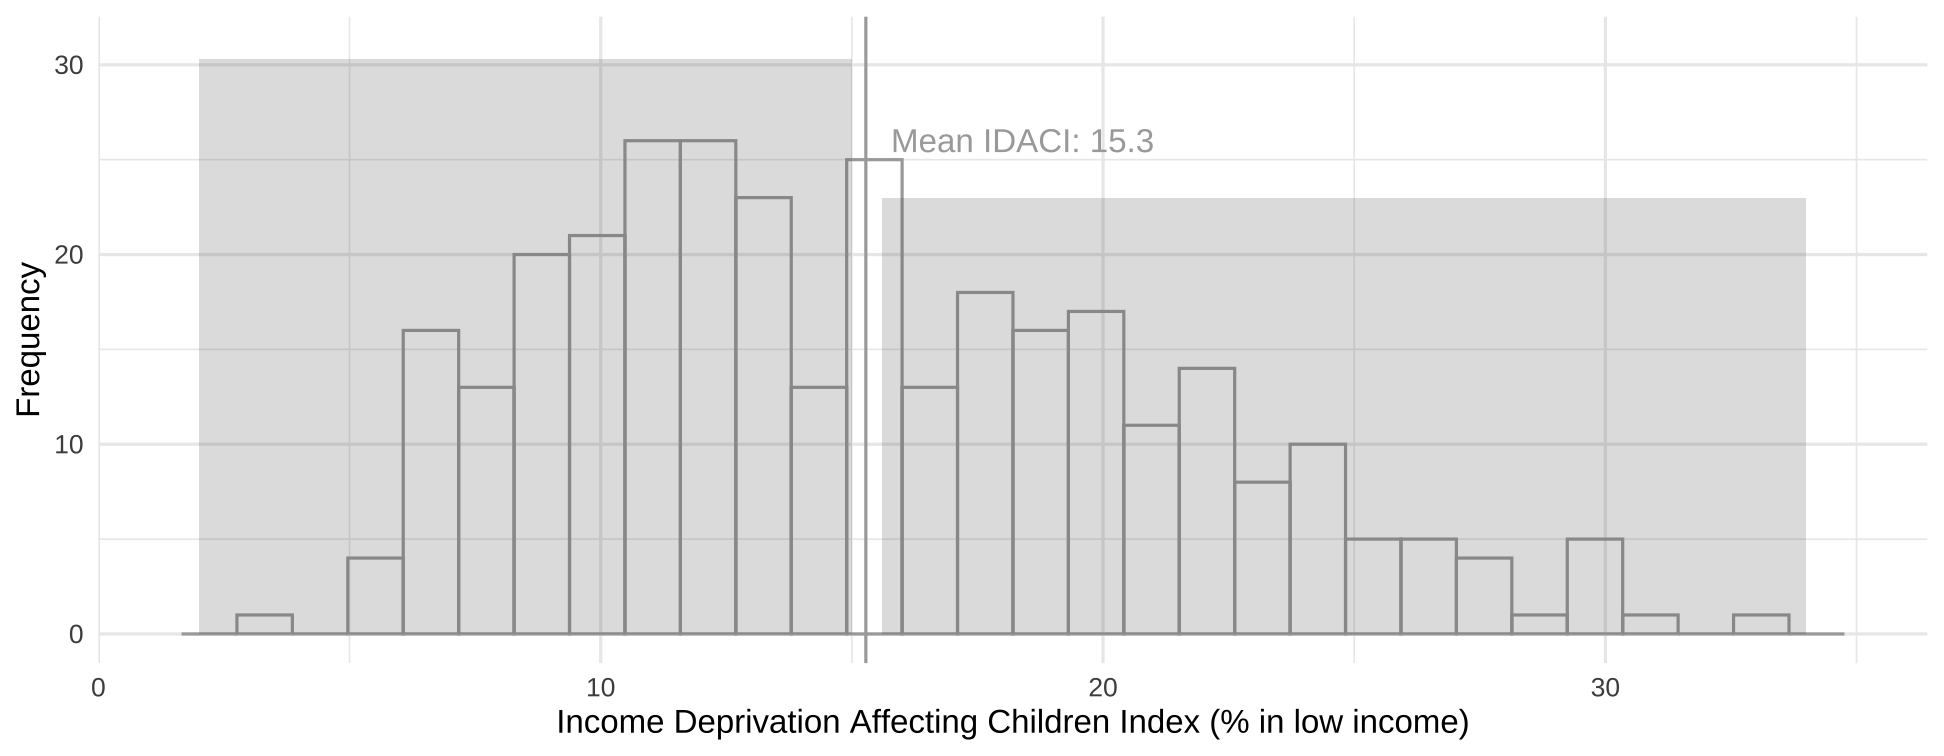 30
20
10
0
Frequency
Mean IDACI: 15.3
0 10 20 30
Income Deprivation Affecting Children Index (% in low income)